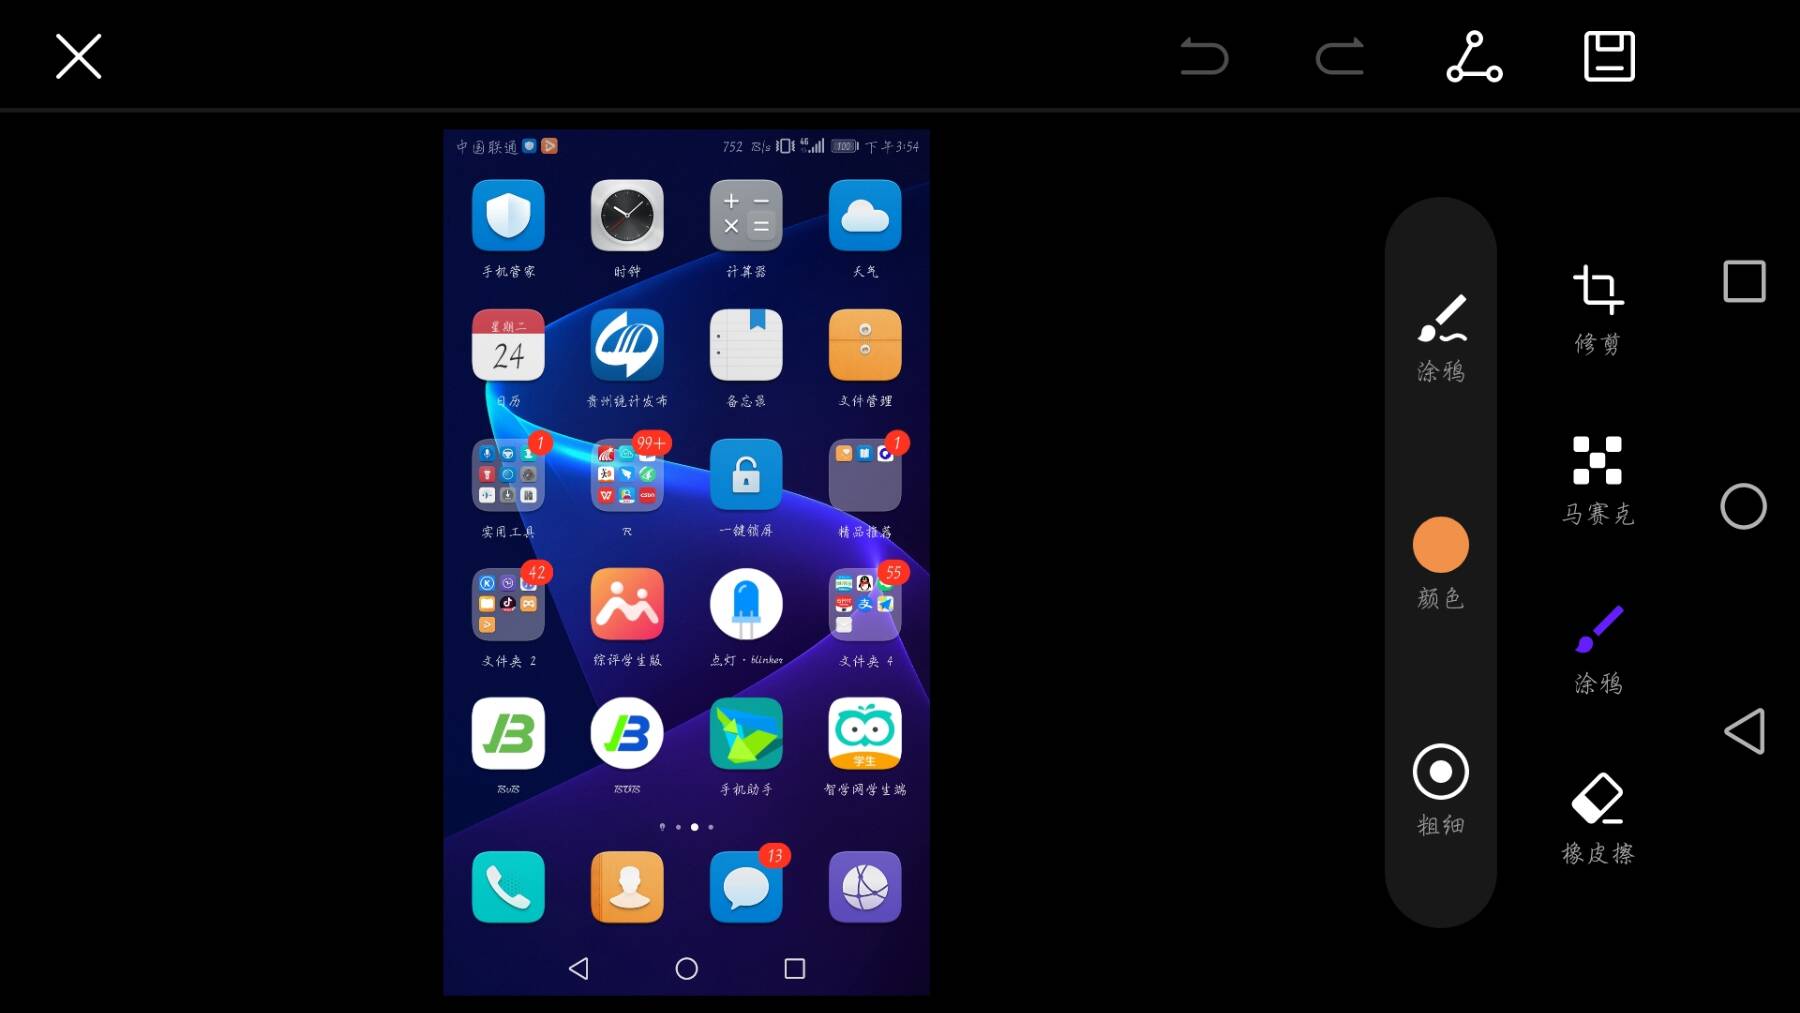 中国联通
752 B/s 4G 100 下午3:54
手机管家 时钟 计算器 天气
星期二
24
日历 贵州统计发布 备忘录 文件管理
1 99+ 1
实用工具 R 一键锁屏 精品推荐
42 55
文件夹 2 综评学生版 点灯·blinker 文件夹 4
学生
BvB BUB 手机助手 智学网学生端
13
涂鸦
颜色
粗细
修剪
马赛克
涂鸦
橡皮擦